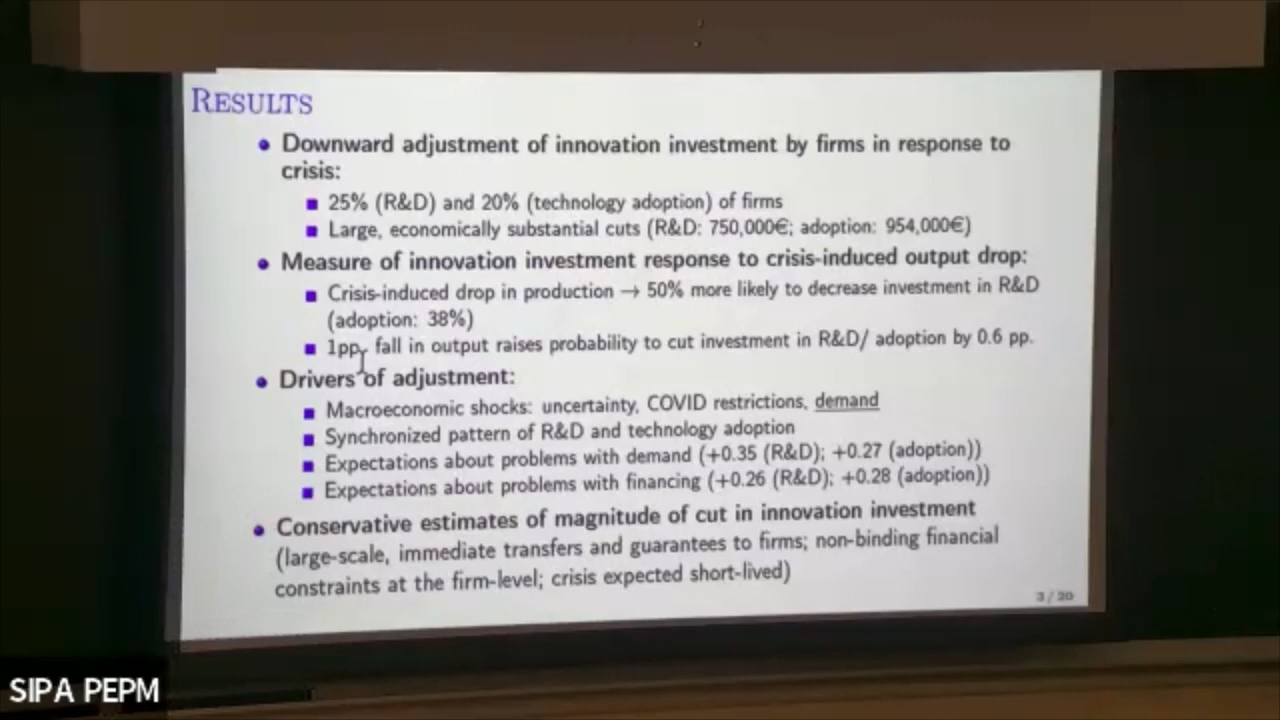 RESULTS
Downward adjustment of innovation investment by firms in response to
crisis:
25% (R&D) and 20% (technology adoption) of firms
Large, economically substantial cuts (R&D: 750,000€; adoption: 954,000€)
Measure of innovation investment response to crisis-induced output drop:
Crisis-induced drop in production → 50% more likely to decrease investment in R&D
(adoption: 38%)
1pp. fall in output raises probability to cut investment in R&D/ adoption by 0.6 pp.
Drivers of adjustment:
Macroeconomic shocks: uncertainty, COVID restrictions, demand
Synchronized pattern of R&D and technology adoption
Expectations about problems with demand (+0.35 (R&D); +0.27 (adoption))
Expectations about problems with financing (+0.26 (R&D); +0.28 (adoption))
Conservative estimates of magnitude of cut in innovation investment
(large-scale, immediate transfers and guarantees to firms; non-binding financial
constraints at the firm-level; crisis expected short-lived)
3 / 20
SIPA PEPM